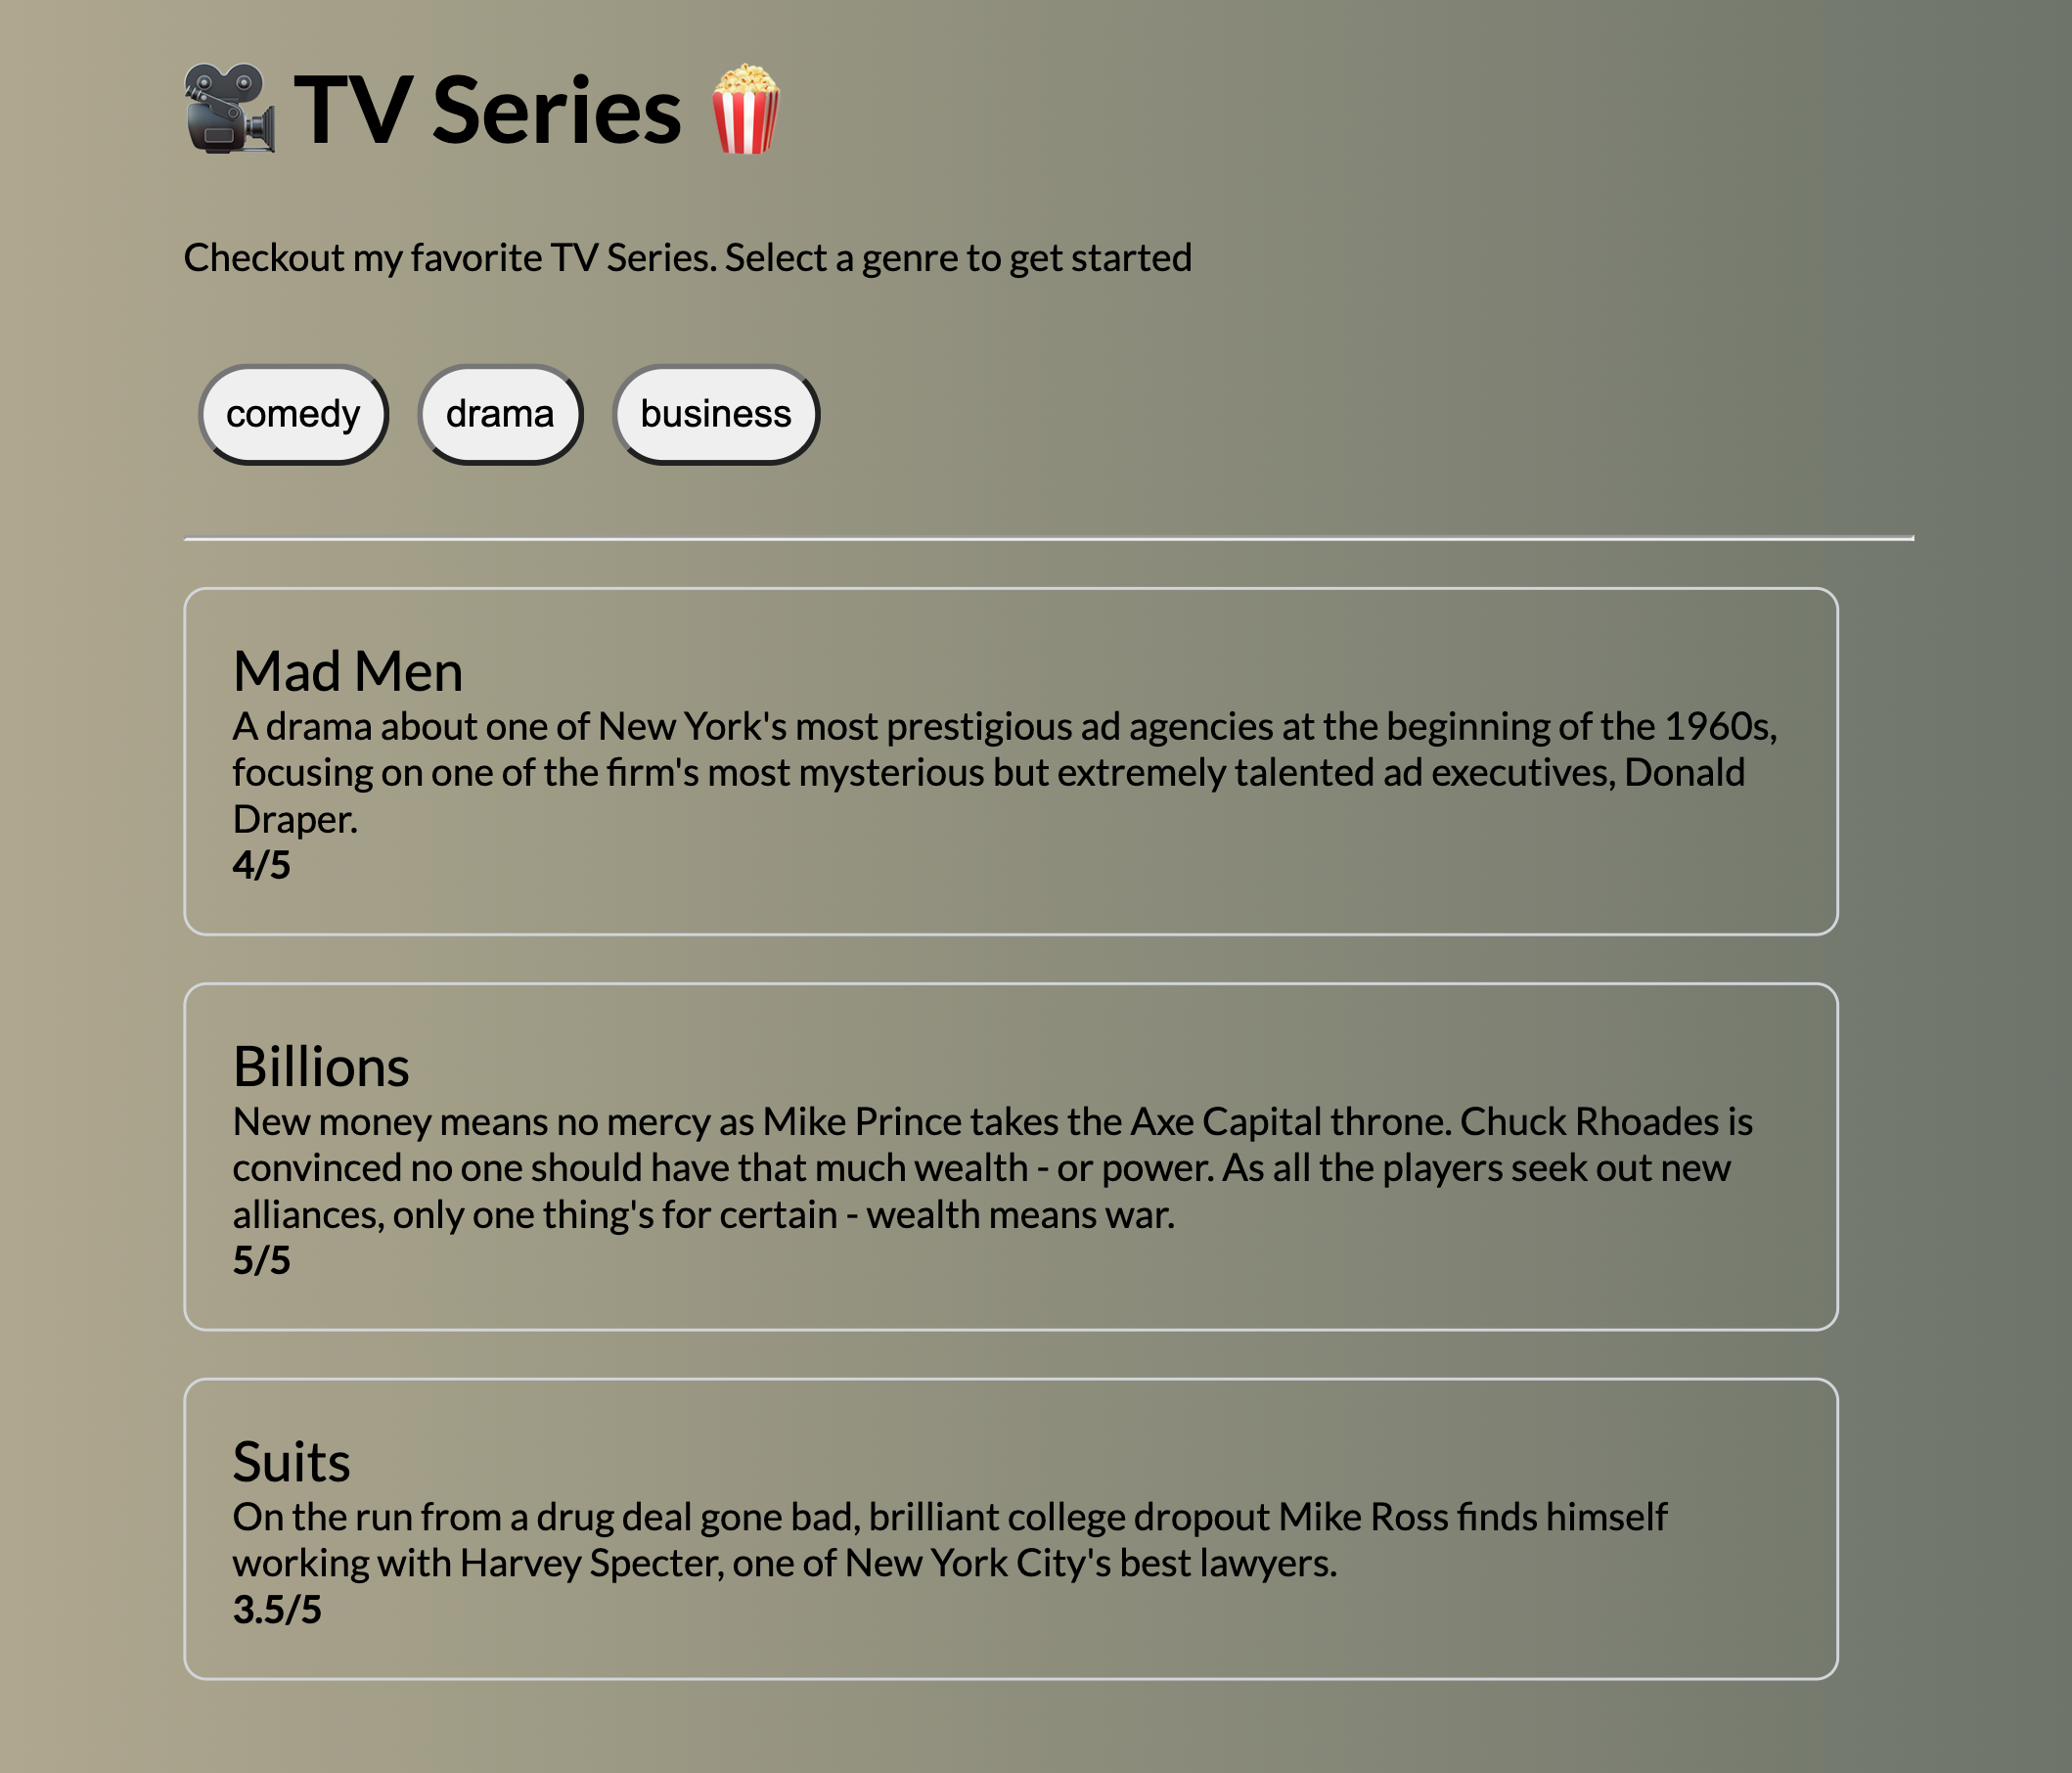 TV Series
Checkout my favorite TV Series. Select a genre to get started
comedy drama business
Mad Men
A drama about one of New York's most prestigious ad agencies at the beginning of the 1960s,
focusing on one of the firm's most mysterious but extremely talented ad executives, Donald
Draper.
4/5
Billions
New money means no mercy as Mike Prince takes the Axe Capital throne. Chuck Rhoades is
convinced no one should have that much wealth - or power. As all the players seek out new
alliances, only one thing's for certain - wealth means war.
5/5
Suits
On the run from a drug deal gone bad, brilliant college dropout Mike Ross finds himself
working with Harvey Specter, one of New York City's best lawyers.
3.5/5